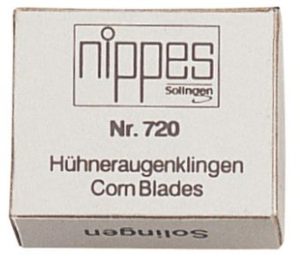 nippes
Solingen
Nr. 720
Hühneraugenklingen
Corn Blades
Solingen